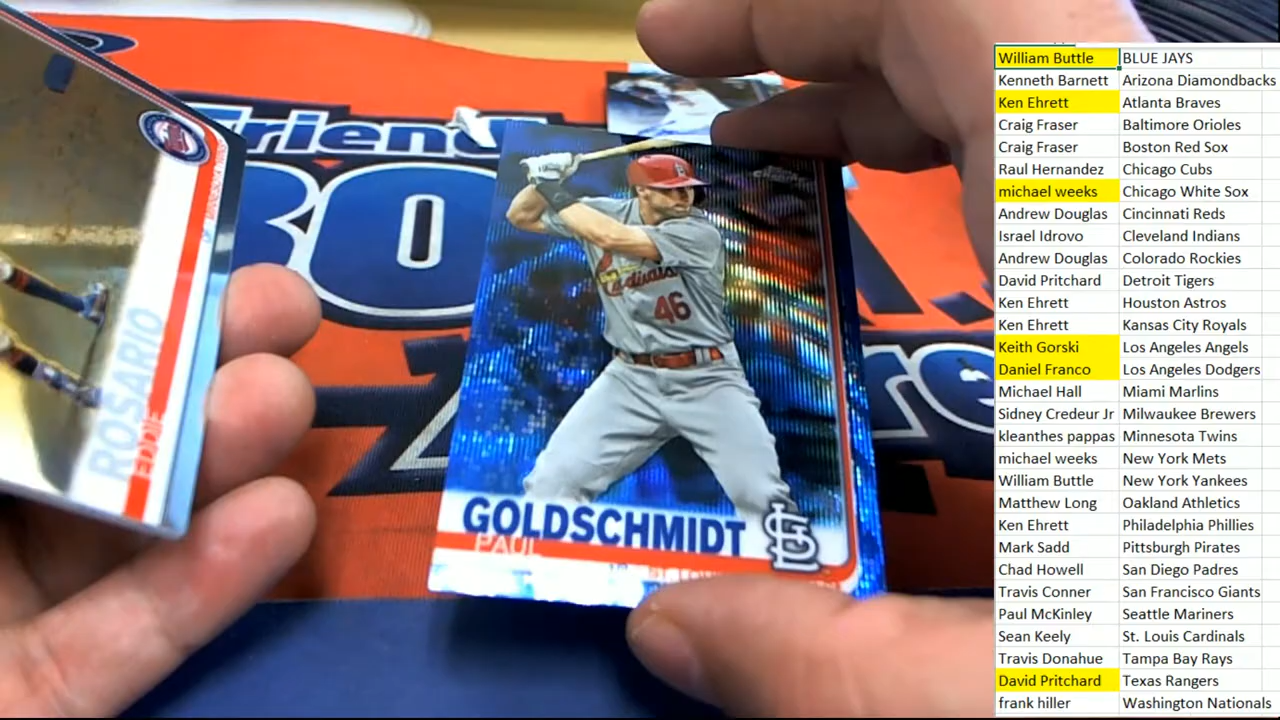 Friend
ROSARIO
EDDIE
MINNESOTA TWINS
Cardinals
46
GOLDSCHMIDT
PAUL
William Buttle BLUE JAYS
Kenneth Barnett Arizona Diamondbacks
Ken Ehrett Atlanta Braves
Craig Fraser Baltimore Orioles
Craig Fraser Boston Red Sox
Raul Hernandez Chicago Cubs
michael weeks Chicago White Sox
Andrew Douglas Cincinnati Reds
Israel Idrovo Cleveland Indians
Andrew Douglas Colorado Rockies
David Pritchard Detroit Tigers
Ken Ehrett Houston Astros
Ken Ehrett Kansas City Royals
Keith Gorski Los Angeles Angels
Daniel Franco Los Angeles Dodgers
Michael Hall Miami Marlins
Sidney Credeur Jr Milwaukee Brewers
kleanthes pappas Minnesota Twins
michael weeks New York Mets
William Buttle New York Yankees
Matthew Long Oakland Athletics
Ken Ehrett Philadelphia Phillies
Mark Sadd Pittsburgh Pirates
Chad Howell San Diego Padres
Travis Conner San Francisco Giants
Paul McKinley Seattle Mariners
Sean Keely St. Louis Cardinals
Travis Donahue Tampa Bay Rays
David Pritchard Texas Rangers
frank hiller Washington Nationals